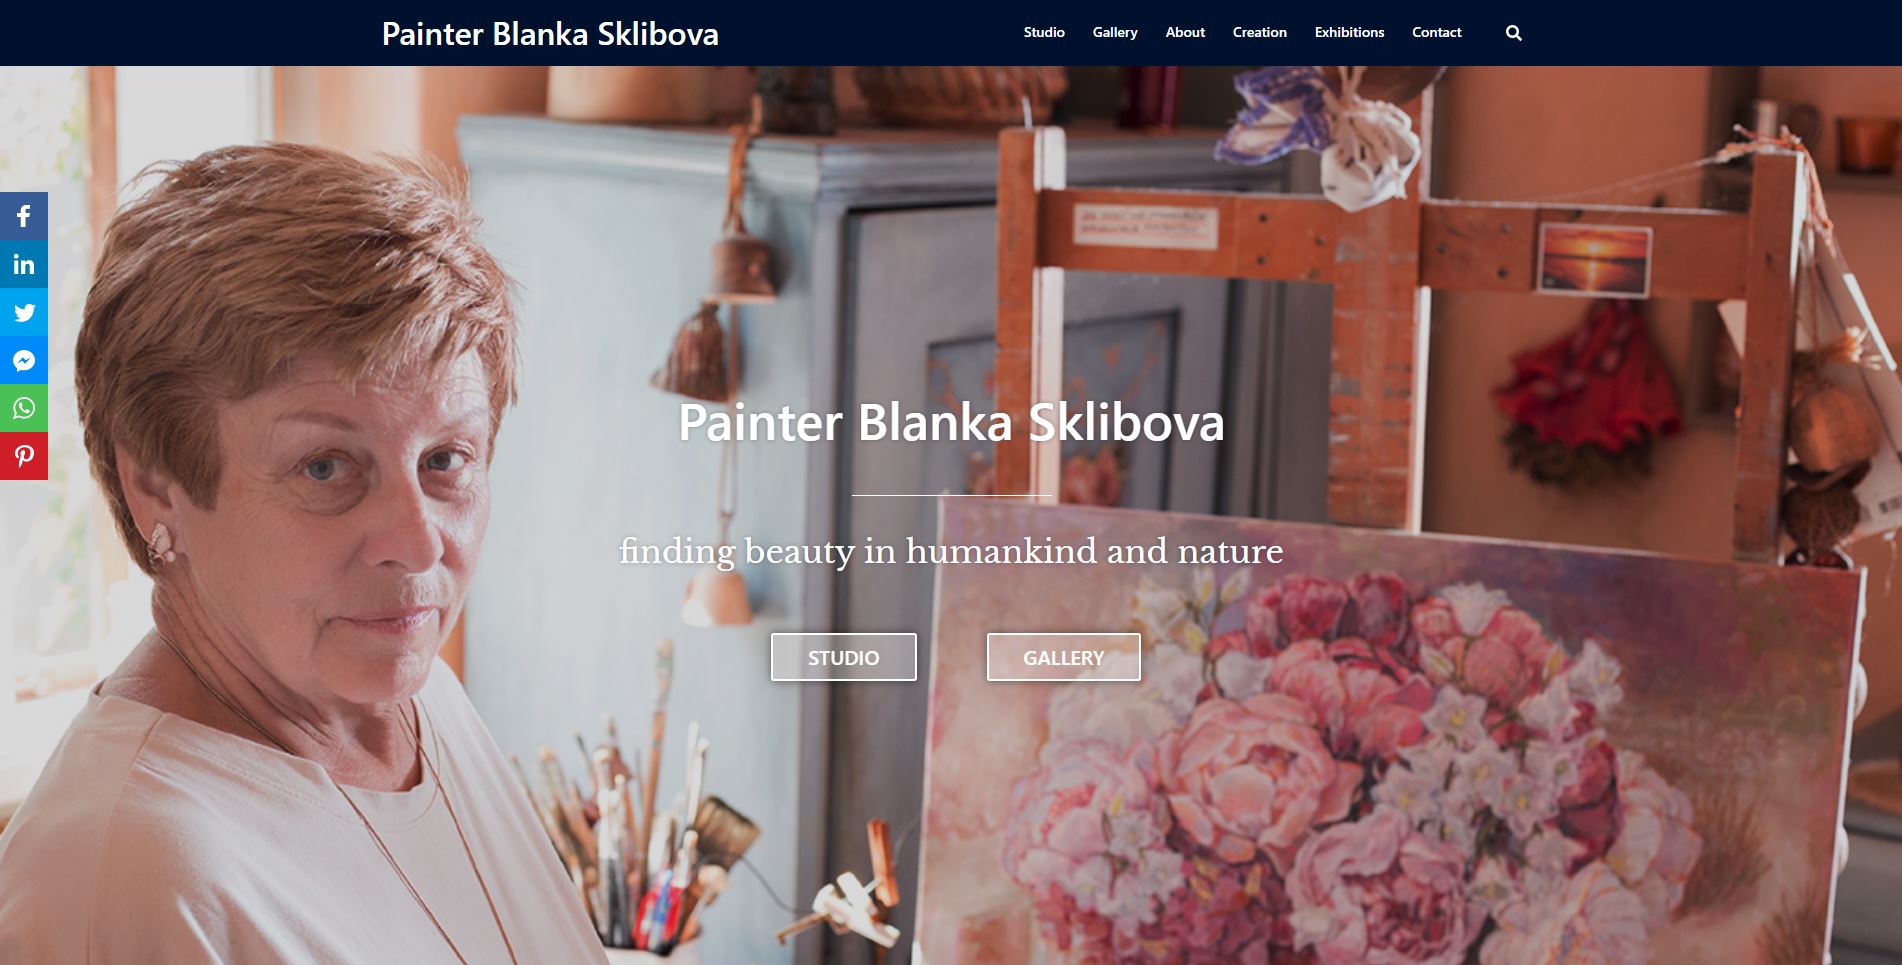 Painter Blanka Sklibova
Studio Gallery About Creation Exhibitions Contact
Painter Blanka Sklibova
finding beauty in humankind and nature
STUDIO GALLERY